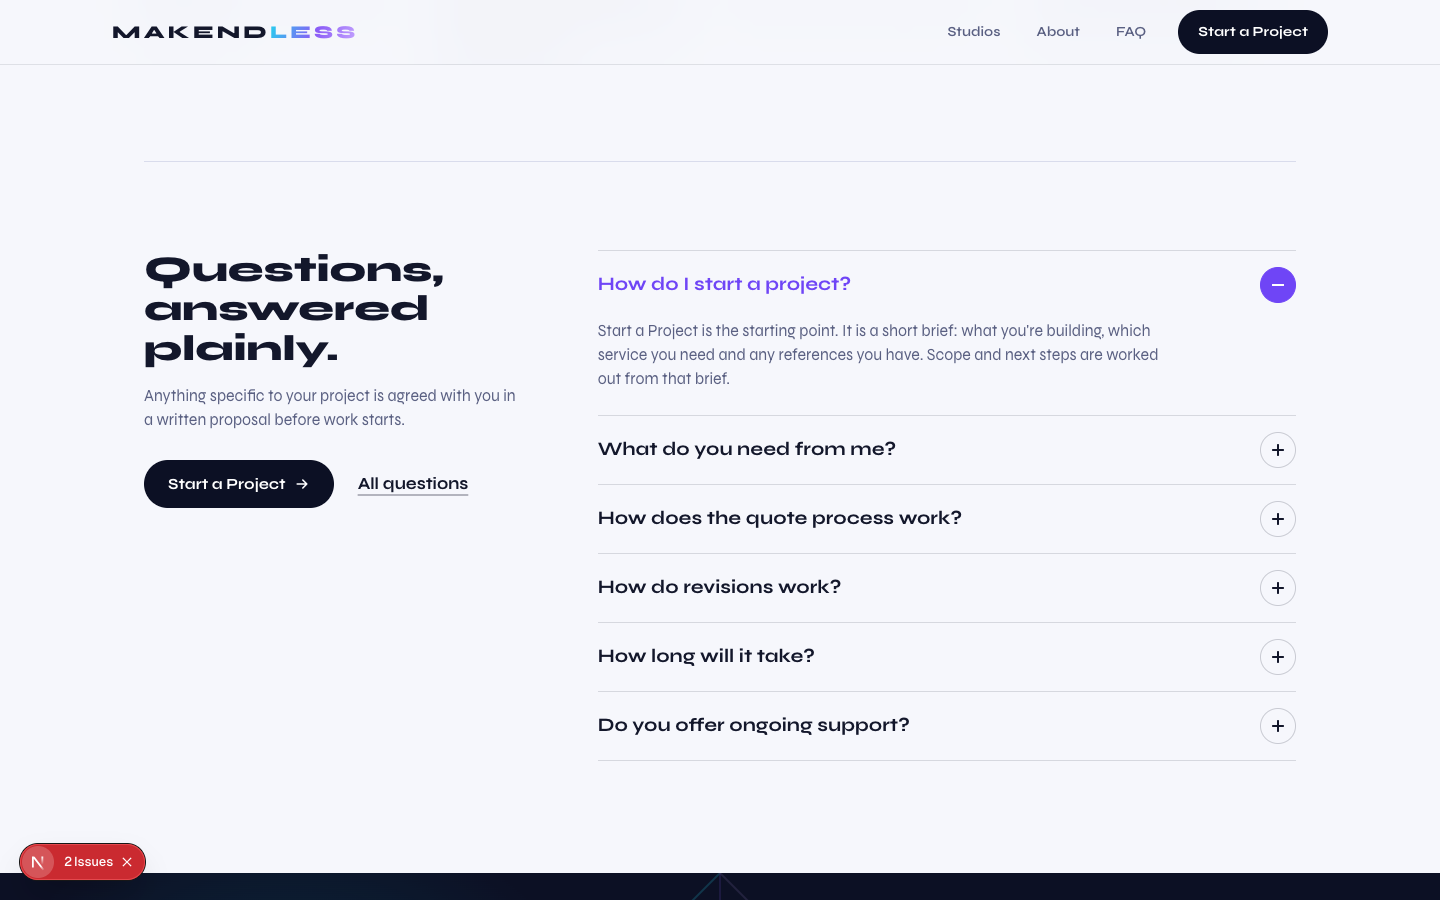 MAKENDLESS
Studios
About
FAQ
Start a Project
Questions,
answered
plainly.
Anything specific to your project is agreed with you in
a written proposal before work starts.
Start a Project →
All questions
How do I start a project?
Start a Project is the starting point. It is a short brief: what you're building, which
service you need and any references you have. Scope and next steps are worked
out from that brief.
What do you need from me?
How does the quote process work?
How do revisions work?
How long will it take?
Do you offer ongoing support?
N
2 Issues